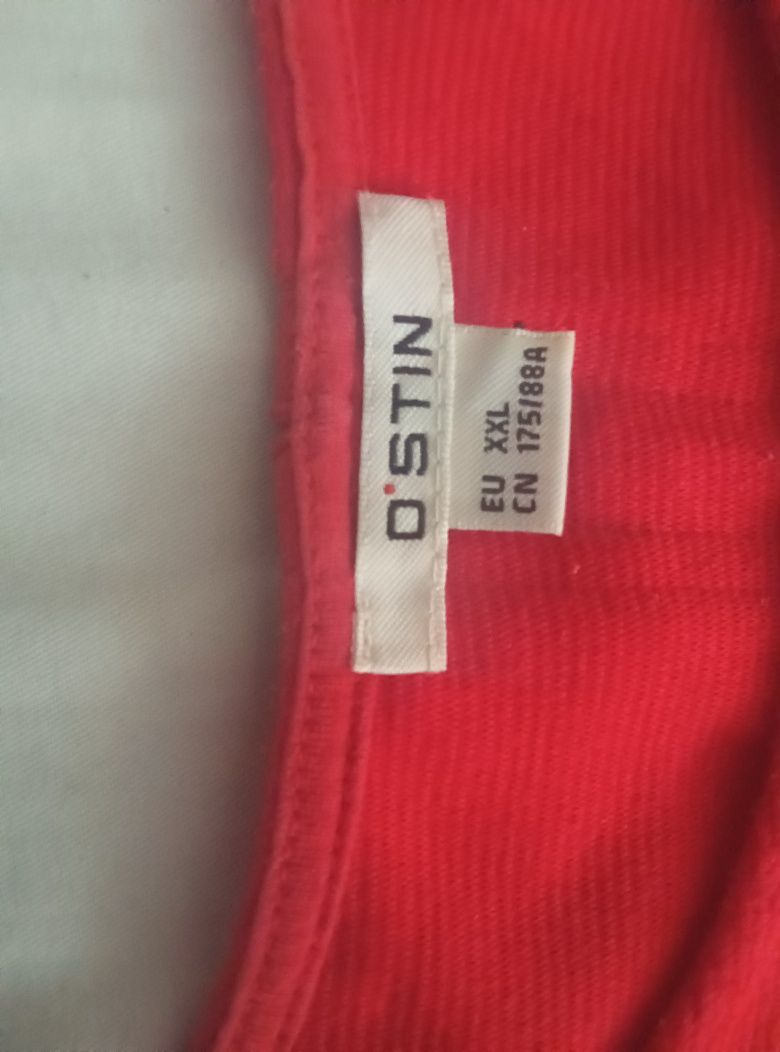 O'STIN
EU XXL
CN 175/88A